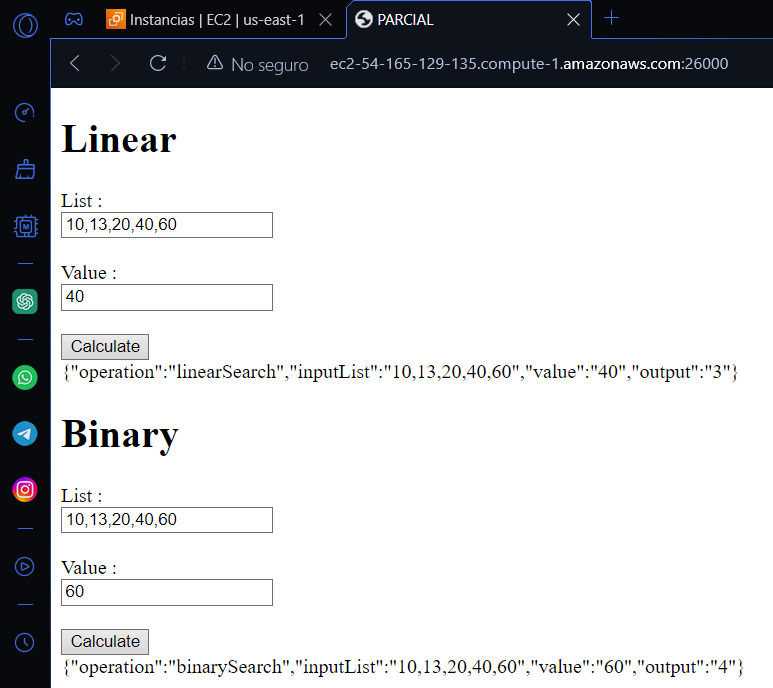 Instancias | EC2 | us-east-1
PARCIAL
No seguro ec2-54-165-129-135.compute-1.amazonaws.com:26000
Linear
List :
10,13,20,40,60
Value :
40
Calculate
{"operation":"linearSearch","inputList":"10,13,20,40,60","value":"40","output":"3"}
Binary
List :
10,13,20,40,60
Value :
60
Calculate
{"operation":"binarySearch","inputList":"10,13,20,40,60","value":"60","output":"4"}